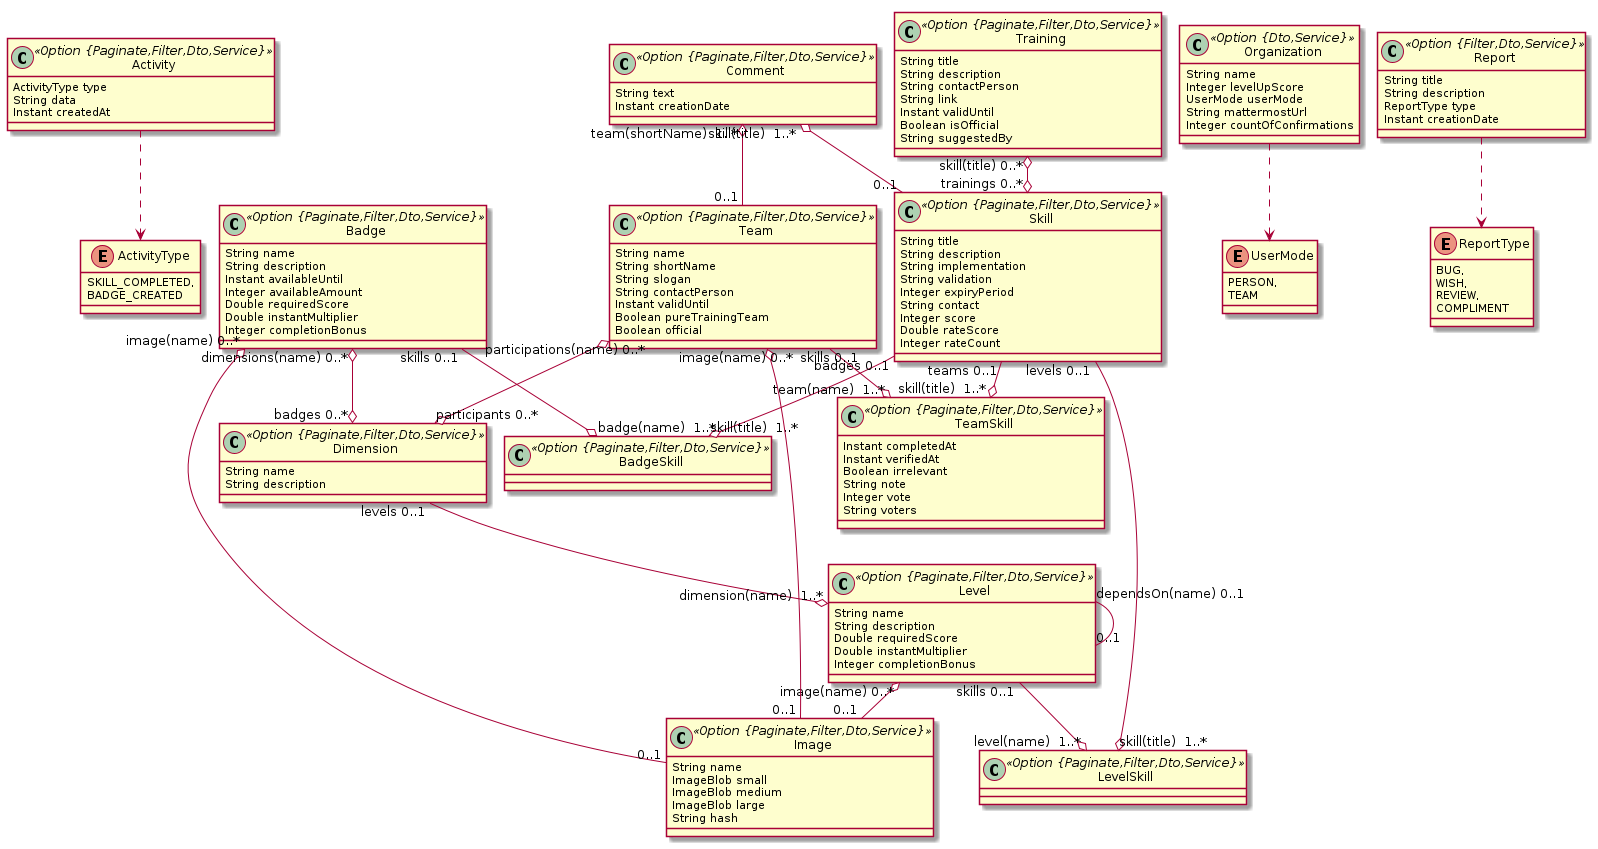 C «Option {Paginate,Filter,Dto,Service}»
Activity
ActivityType type
String data
Instant createdAt
C «Option {Paginate,Filter,Dto,Service}»
Comment
String text
Instant creationDate
C «Option {Paginate,Filter,Dto,Service}»
Training
String title
String description
String contactPerson
String link
Instant validUntil
Boolean isOfficial
String suggestedBy
C «Option {Dto,Service}»
Organization
String name
Integer levelUpScore
UserMode userMode
String mattermostUrl
Integer countOfConfirmations
C «Option {Filter,Dto,Service}»
Report
String title
String description
ReportType type
Instant creationDate
team(shortName) 1..*
skill(title) 1..*
0..1
0..1
skill(title) 0..*
trainings 0..*
E ActivityType
SKILL_COMPLETED,
BADGE_CREATED
C «Option {Paginate,Filter,Dto,Service}»
Badge
String name
String description
Instant availableUntil
Integer availableAmount
Double requiredScore
Double instantMultiplier
Integer completionBonus
C «Option {Paginate,Filter,Dto,Service}»
Team
String name
String shortName
String slogan
String contactPerson
Instant validUntil
Boolean pureTrainingTeam
Boolean official
C «Option {Paginate,Filter,Dto,Service}»
Skill
String title
String description
String implementation
String validation
Integer expiryPeriod
String contact
Integer score
Double rateScore
Integer rateCount
E UserMode
PERSON,
TEAM
E ReportType
BUG,
WISH,
REVIEW,
COMPLIMENT
image(name) 0..*
dimensions(name) 0..*
skills 0..1
participations(name) 0..*
image(name) 0..*
skills 0..1
badges 0..1
teams 0..1
levels 0..1
team(name) 1..*
skill(title) 1..*
badges 0..*
participants 0..*
badge(name) 1..*
skill(title) 1..*
C «Option {Paginate,Filter,Dto,Service}»
Dimension
String name
String description
C «Option {Paginate,Filter,Dto,Service}»
BadgeSkill
C «Option {Paginate,Filter,Dto,Service}»
TeamSkill
Instant completedAt
Instant verifiedAt
Boolean irrelevant
String note
Integer vote
String voters
levels 0..1
dimension(name) 1..*
C «Option {Paginate,Filter,Dto,Service}»
Level
String name
String description
Double requiredScore
Double instantMultiplier
Integer completionBonus
dependsOn(name) 0..1
0..1
image(name) 0..*
skills 0..1
0..1
0..1
0..1
level(name) 1..*
skill(title) 1..*
C «Option {Paginate,Filter,Dto,Service}»
Image
String name
ImageBlob small
ImageBlob medium
ImageBlob large
String hash
C «Option {Paginate,Filter,Dto,Service}»
LevelSkill